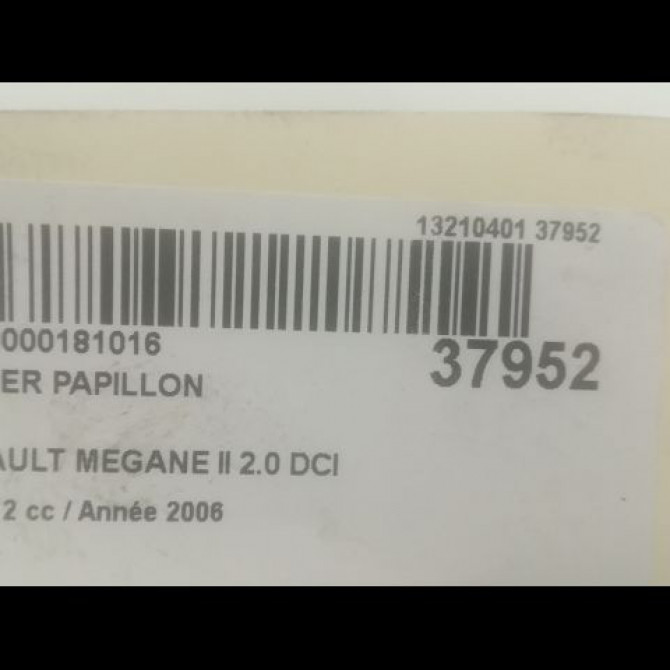 13210401 37952
000181016
37952
ER PAPILLON
AULT MEGANE II 2.0 DCI
2 cc / Année 2006